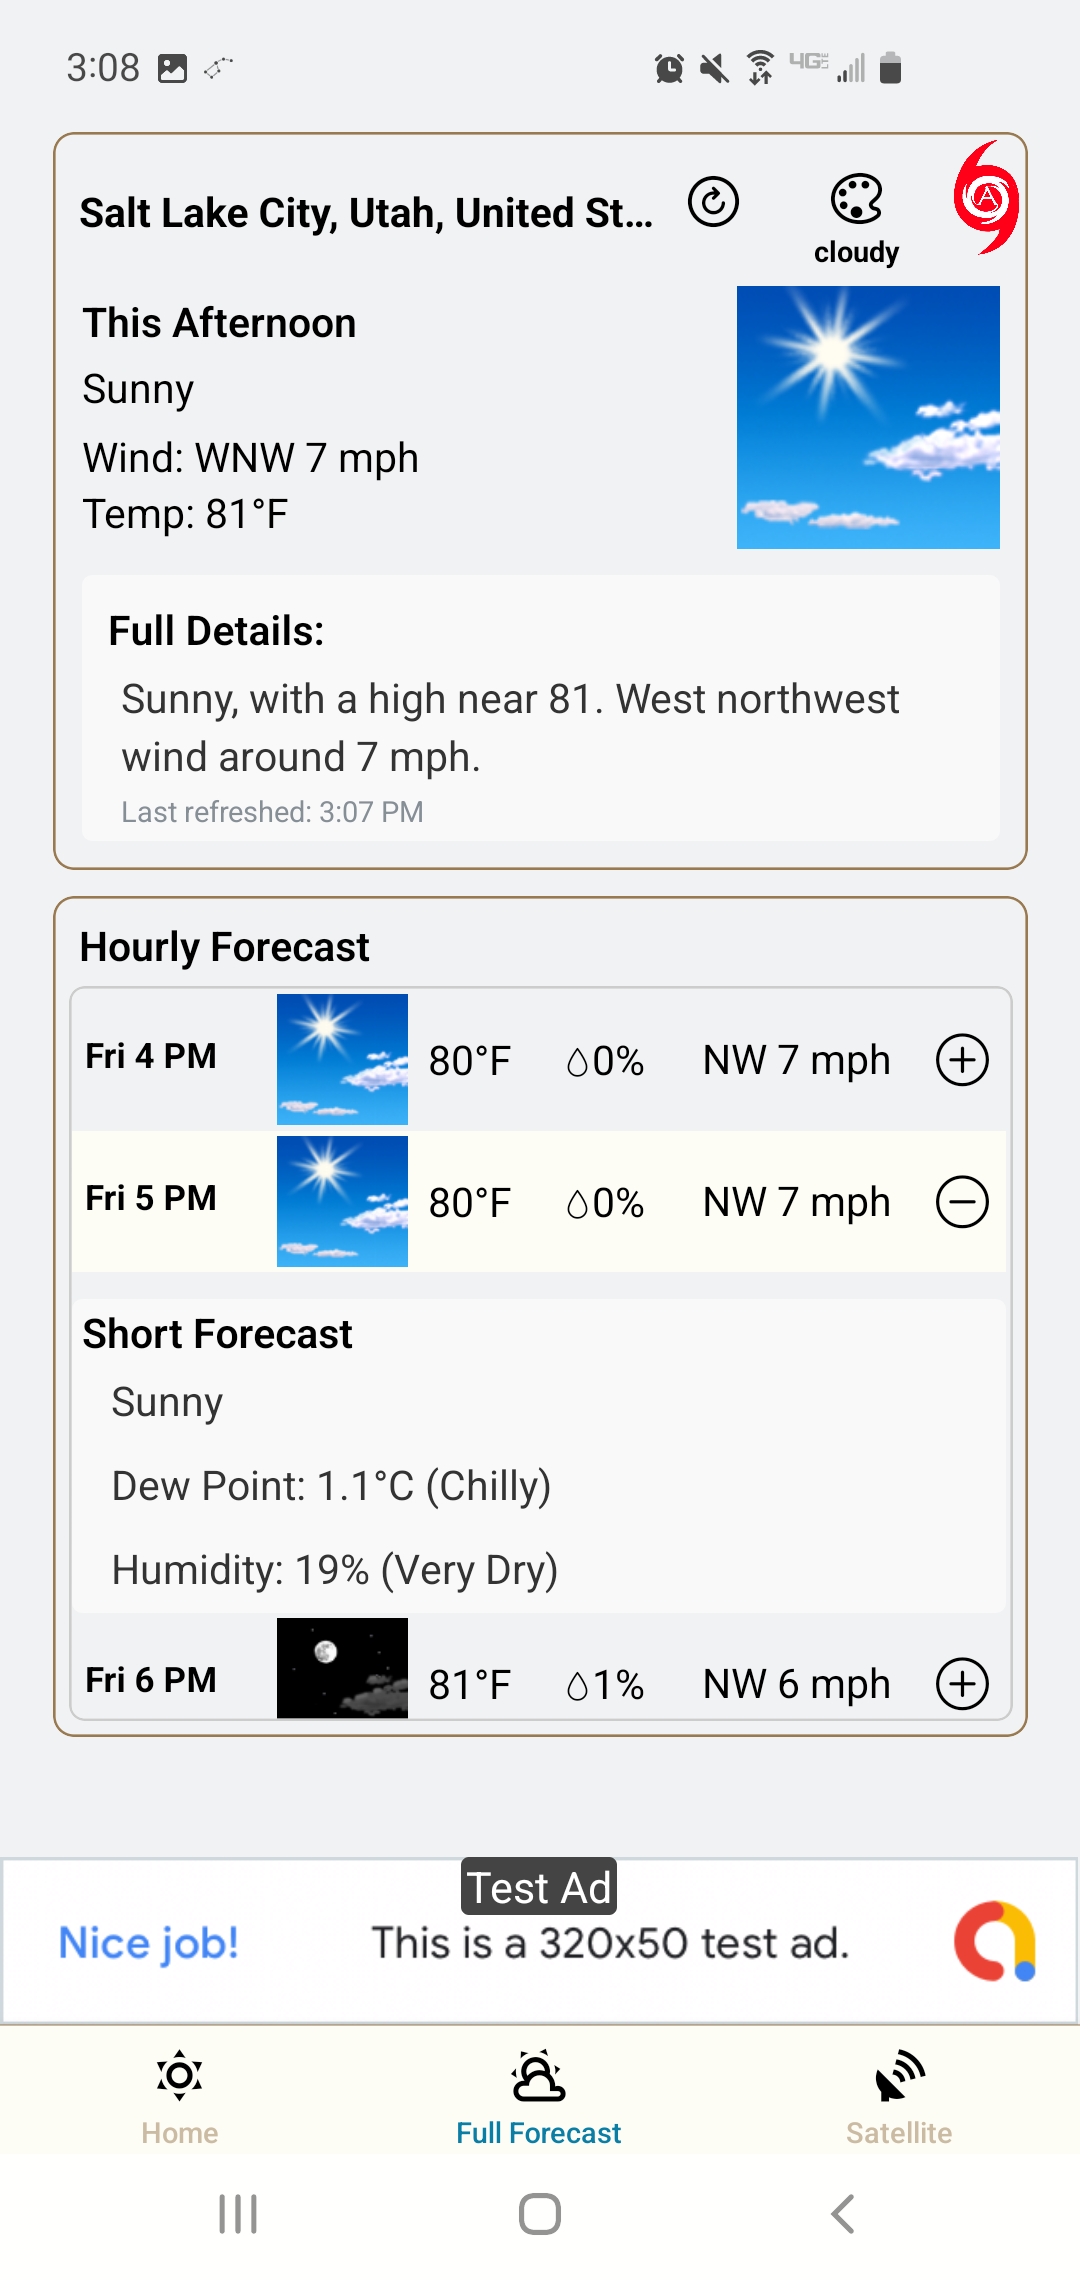 3:08
4G LTE
Salt Lake City, Utah, United St...
A
cloudy
This Afternoon
Sunny
Wind: WNW 7 mph
Temp: 81°F
Full Details:
Sunny, with a high near 81. West northwest
wind around 7 mph.
Last refreshed: 3:07 PM
Hourly Forecast
Fri 4 PM 80°F 0% NW 7 mph
Fri 5 PM 80°F 0% NW 7 mph
Short Forecast
Sunny
Dew Point: 1.1°C (Chilly)
Humidity: 19% (Very Dry)
Fri 6 PM 81°F 1% NW 6 mph
Test Ad
Nice job! This is a 320x50 test ad.
Home Full Forecast Satellite